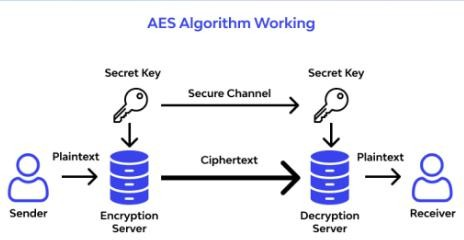 AES Algorithm Working
Secret Key
Secret Key
Secure Channel
Plaintext
Ciphertext
Plaintext
Sender
Encryption
Server
Decryption
Server
Receiver